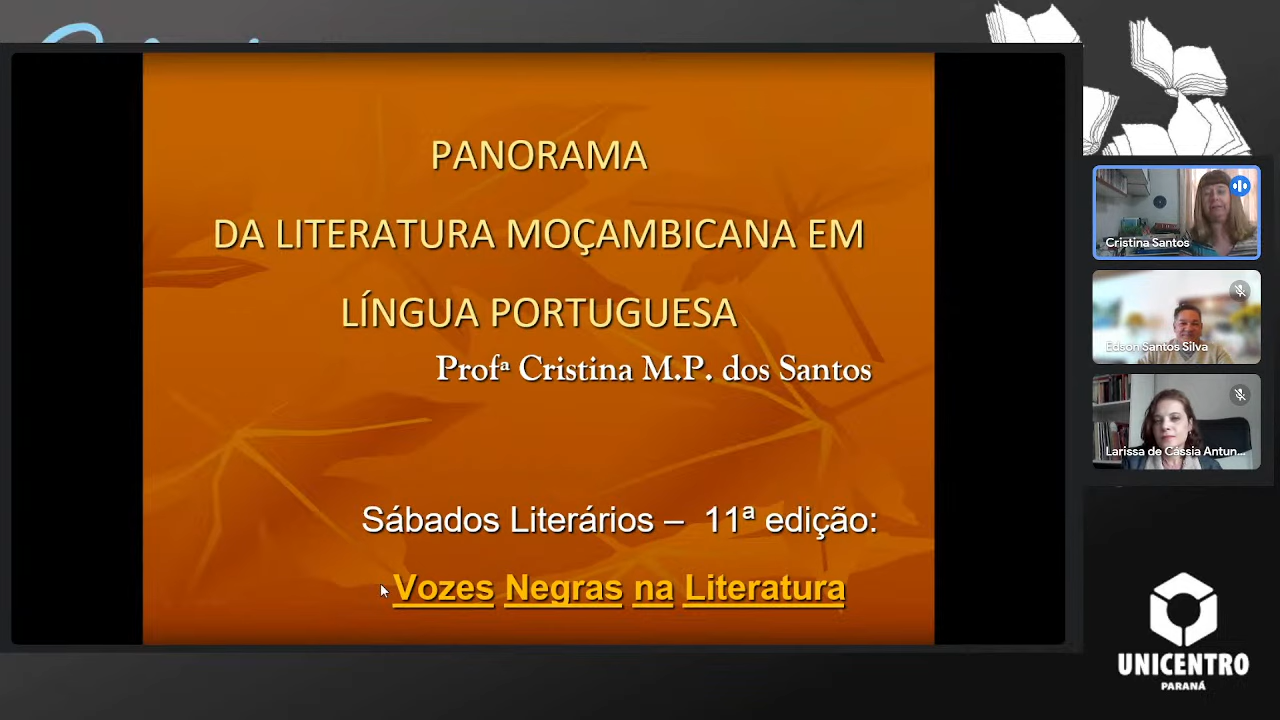 PANORAMA
DA LITERATURA MOÇAMBICANA EM
LÍNGUA PORTUGUESA
Profª Cristina M.P. dos Santos
Sábados Literários – 11ª edição:
Vozes Negras na Literatura
Cristina Santos
Edson Santos Silva
Larissa de Cássia Antun...
UNICENTRO
PARANÁ